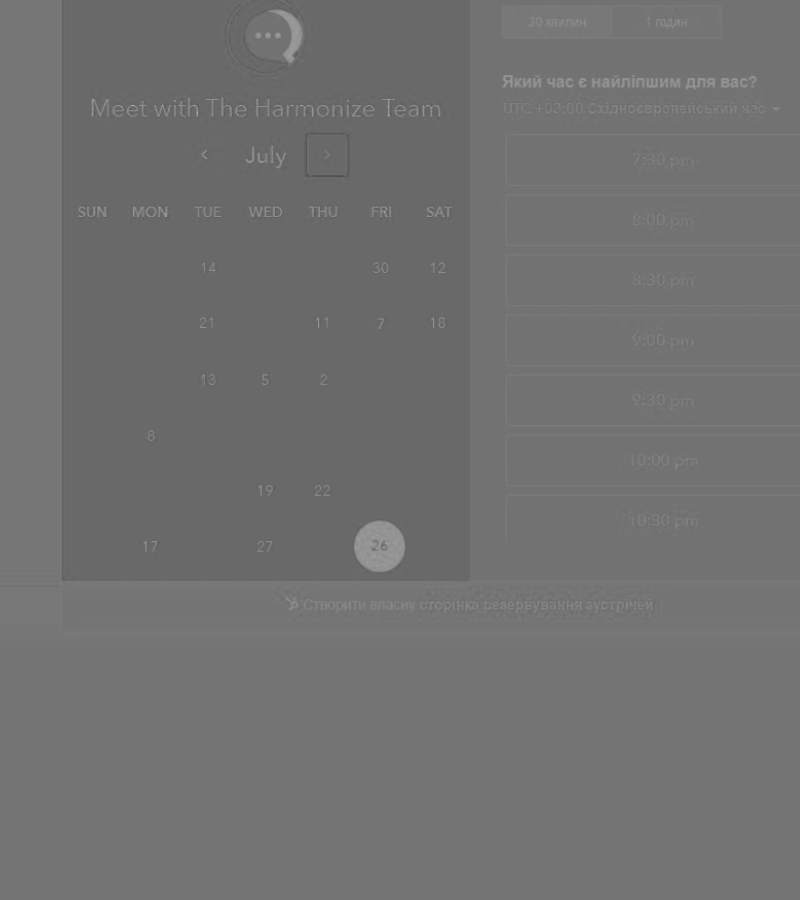 Meet with The Harmonize Team
July
SUN MON TUE WED THU FRI SAT
14 30 12
21 11 7 18
13 5 2
8
19 22
17 27 26
30 хвилин 1 годин
Який час є найліпшим для вас?
UTC +03:00 Східноєвропейський час
7:30 pm
8:00 pm
8:30 pm
9:00 pm
9:30 pm
10:00 pm
10:30 pm
Створити власну сторінка резервування зустрічей